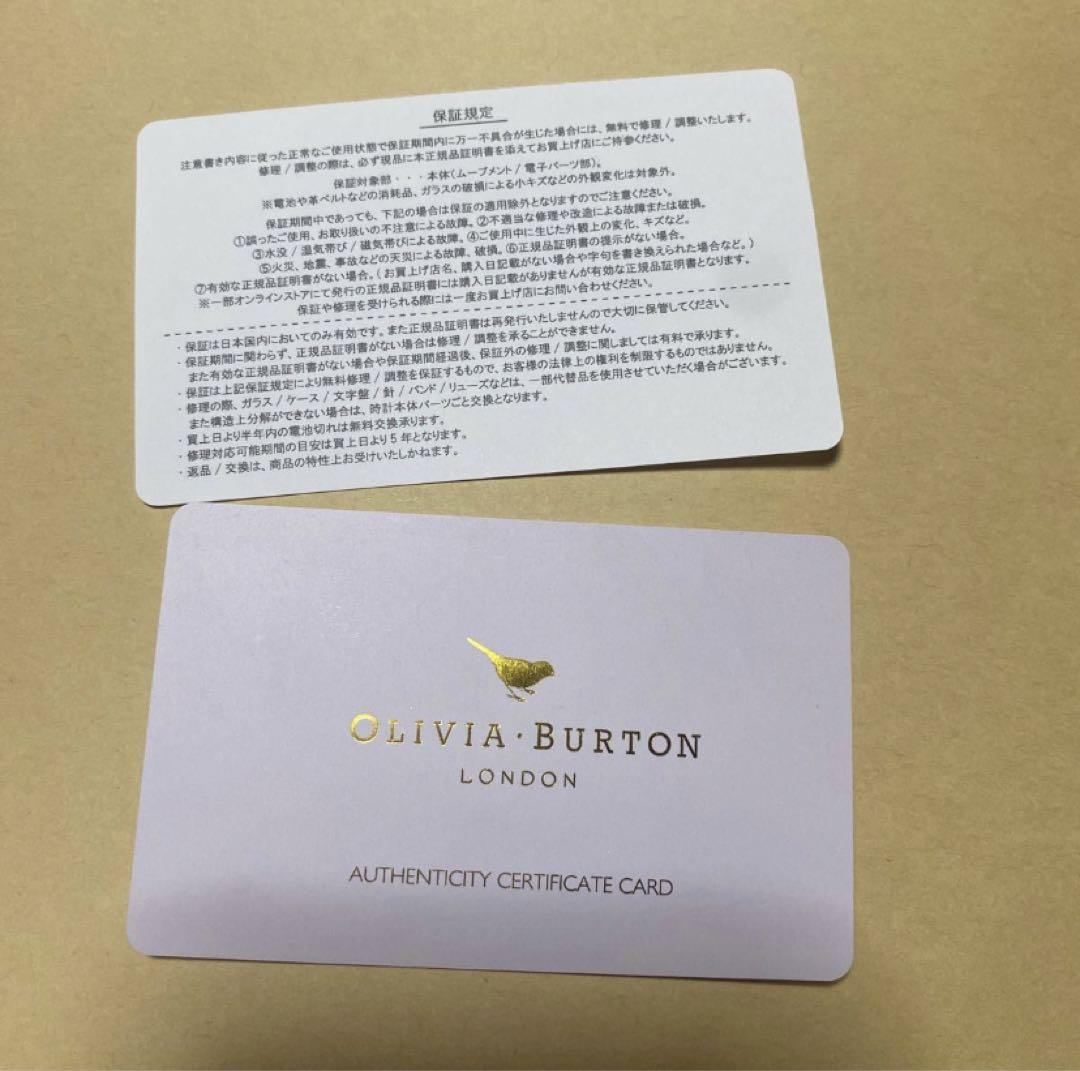 保証規定
注意書き内容に従った正常なご使用状態で保証期間内に万一不具合が生じた場合には、無料で修理 / 調整いたします。
修理 / 調整の際は、必ず現品に本正規品証明書を添えてお買上げ店にご持参ください。
保証対象部・・・本体(ムーブメント / 電子パーツ部)。
※電池や革ベルトなどの消耗品、ガラスの破損による小キズなどの外観変化は対象外。
保証期間中であっても、下記の場合は保証の適用除外となりますのでご注意ください。
①誤ったご使用、お取り扱いの不注意による故障。②不適当な修理や改造による故障または破損。
③水没 / 湿気帯び / 磁気帯びによる故障。④ご使用中に生じた外観上の変化、キズなど。
⑤火災、地震、事故などの天災による故障、破損。⑥正規品証明書の提示がない場合。
⑦有効な正規品証明書がない場合。(お買上げ店名、購入日記載がない場合や字句を書き換えられた場合など。)
※一部オンラインストアにて発行の正規品証明書には購入日記載がありませんが有効な正規品証明書となります。
保証や修理を受けられる際には一度お買上げ店にお問い合わせください。
・保証は日本国内においてのみ有効です。また正規品証明書は再発行いたしませんので大切に保管してください。
・保証期間に関わらず、正規品証明書がない場合は修理 / 調整を承ることができません。
また有効な正規品証明書がない場合や保証期間経過後、保証外の修理 / 調整に関しましては有料で承ります。
・保証は上記保証規定により無料修理 / 調整を保証するもので、お客様の法律上の権利を制限するものではありません。
・修理の際、ガラス / ケース / 文字盤 / 針 / バンド / リューズなどは、一部代替品を使用させていただく場合がございます。
また構造上分解ができない場合は、時計本体パーツごと交換となります。
・買上日より半年内の電池切れは無料交換承ります。
・修理対応可能期間の目安は買上日より5年となります。
・返品 / 交換は、商品の特性上お受けいたしかねます。
OLIVIA・BURTON
LONDON
AUTHENTICITY CERTIFICATE CARD